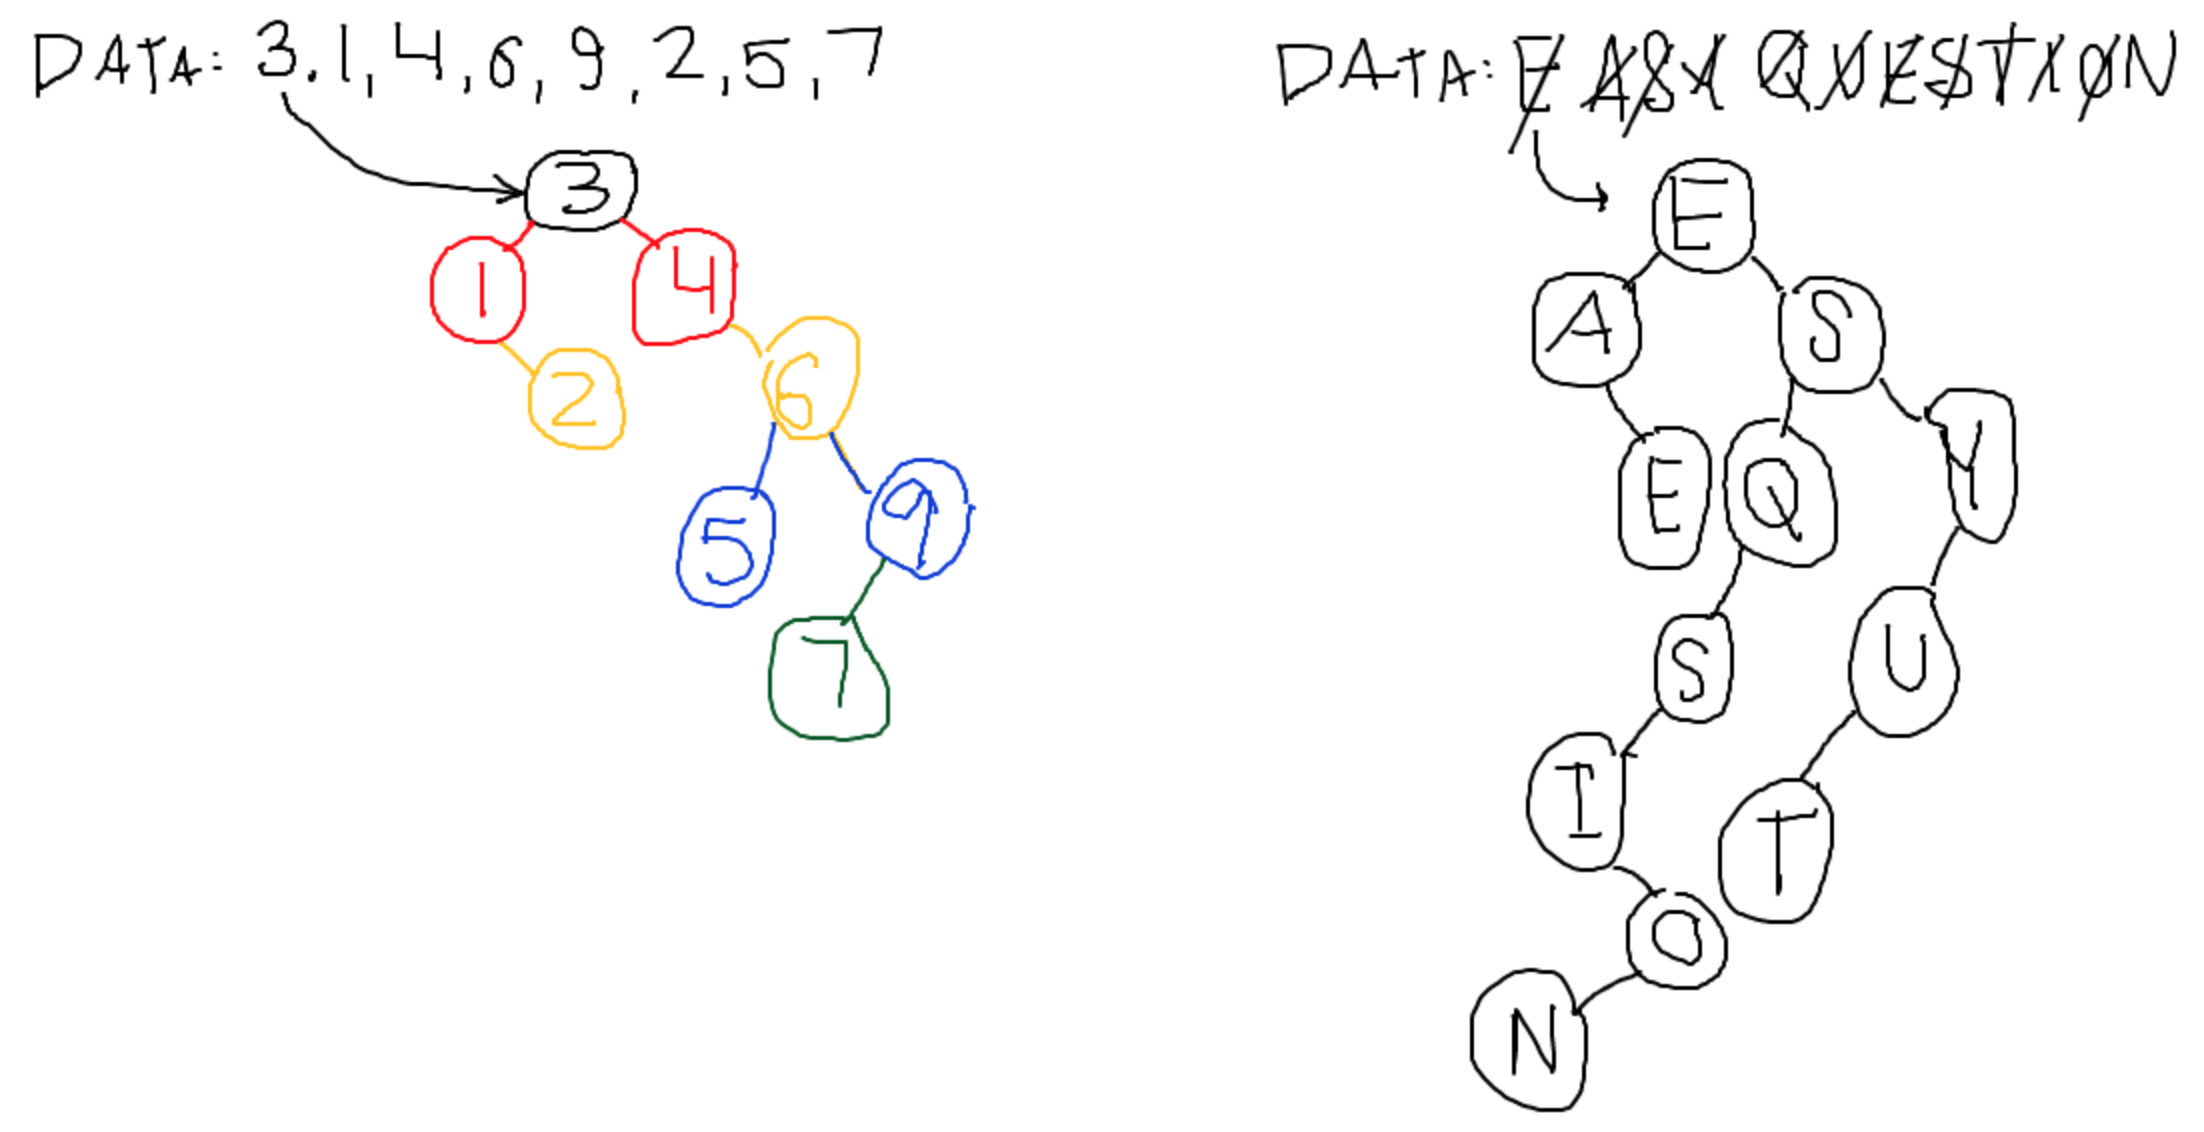 DATA: 3.1, 4, 6, 9, 2, 5, 7
3
1 4
2 6
5 9
7
DATA: EASY QUESTION
E
A S
E Q Y
S U
I T
O
N